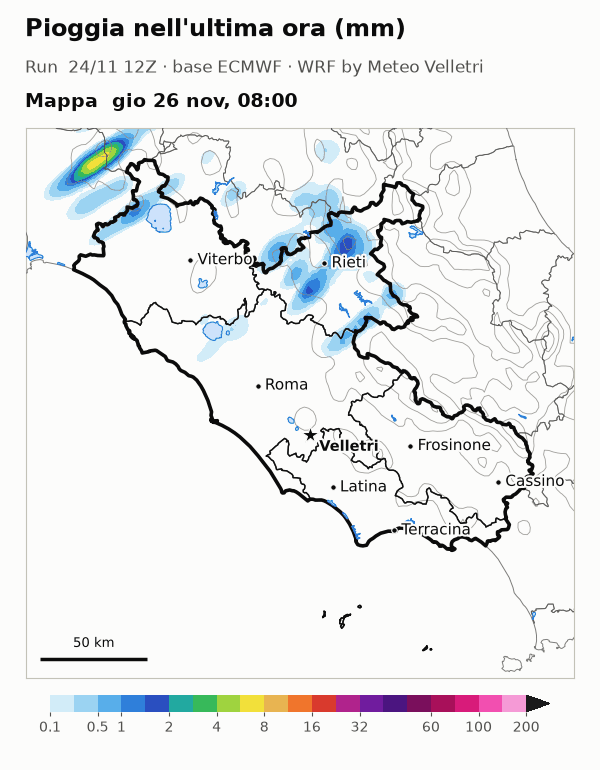 Pioggia nell'ultima ora (mm)
Run  24/11 12Z · base ECMWF · WRF by Meteo Velletri
Mappa  gio 26 nov, 08:00
Viterbo
Rieti
Roma
Velletri
Frosinone
Latina
Cassino
Terracina
50 km
0.1 0.5 1 2 4 8 16 32 60 100 200